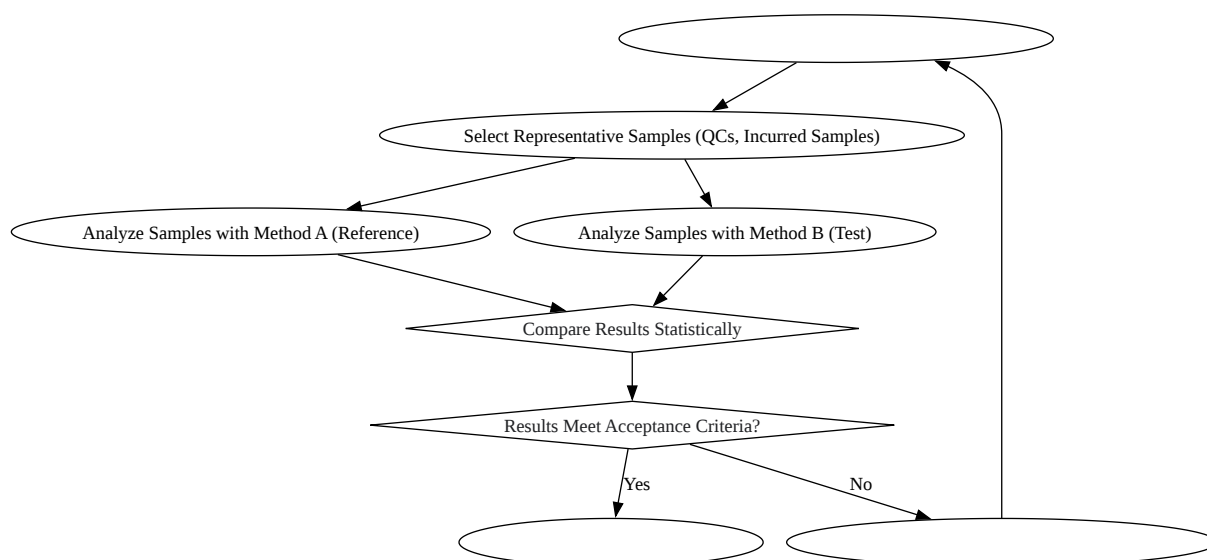 Select Representative Samples (QCs, Incurred Samples)
Analyze Samples with Method A (Reference)
Analyze Samples with Method B (Test)
Compare Results Statistically
Results Meet Acceptance Criteria?
Yes
No